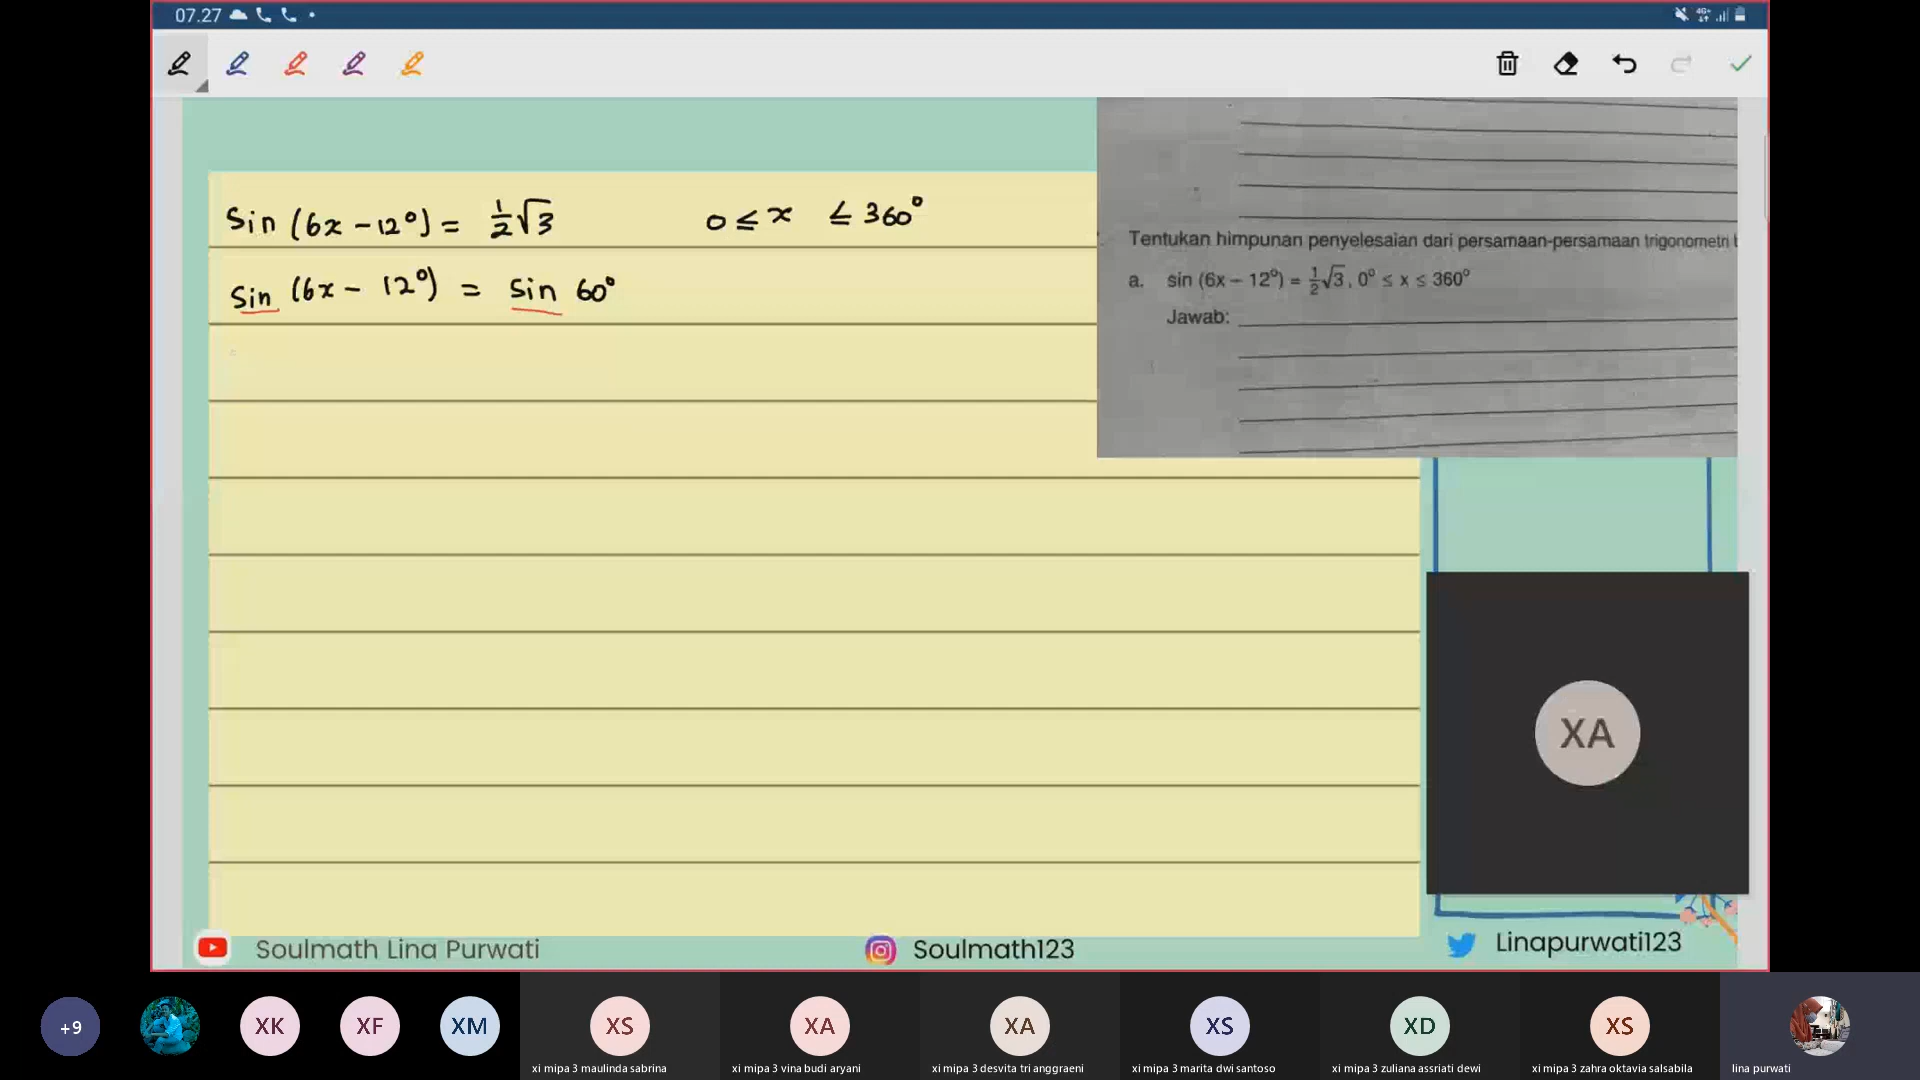 07.27
4G+
Sin (6x - 12°) = ½√3 0 ≤ x ≤ 360°
Sin (6x - 12°) = Sin 60°
Tentukan himpunan penyelesaian dari persamaan-persamaan trigonometri
a. sin (6x – 12°) = ½√3, 0° ≤ x ≤ 360°
Jawab:
XA
Soulmath Lina Purwati
Soulmath123
Linapurwati123
+9
XK
XF
XM
XS
XA
XA
XS
XD
XS
xi mipa 3 maulinda sabrina
xi mipa 3 vina budi aryani
xi mipa 3 desvita tri anggraeni
xi mipa 3 marita dwi santoso
xi mipa 3 zuliana assriati dewi
xi mipa 3 zahra oktavia salsabila
lina purwati